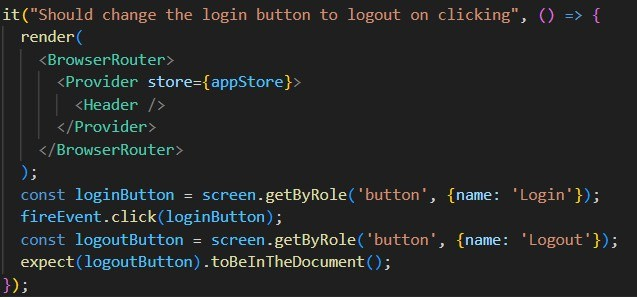 it("Should change the login button to logout on clicking", () => {
render(
<BrowserRouter>
<Provider store={appStore}>
<Header />
</Provider>
</BrowserRouter>
);
const loginButton = screen.getByRole('button', {name: 'Login'});
fireEvent.click(loginButton);
const logoutButton = screen.getByRole('button', {name: 'Logout'});
expect(logoutButton).toBeInTheDocument();
});